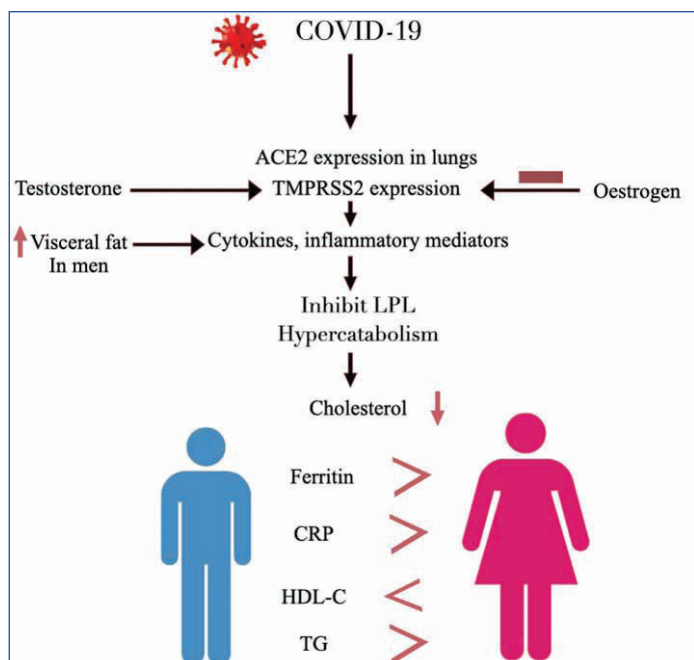 COVID-19
ACE2 expression in lungs
Testosterone
TMPRSS2 expression
Oestrogen
Visceral fat
In men
Cytokines, inflammatory mediators
Inhibit LPL
Hypercatabolism
Cholesterol
Ferritin
CRP
HDL-C
TG